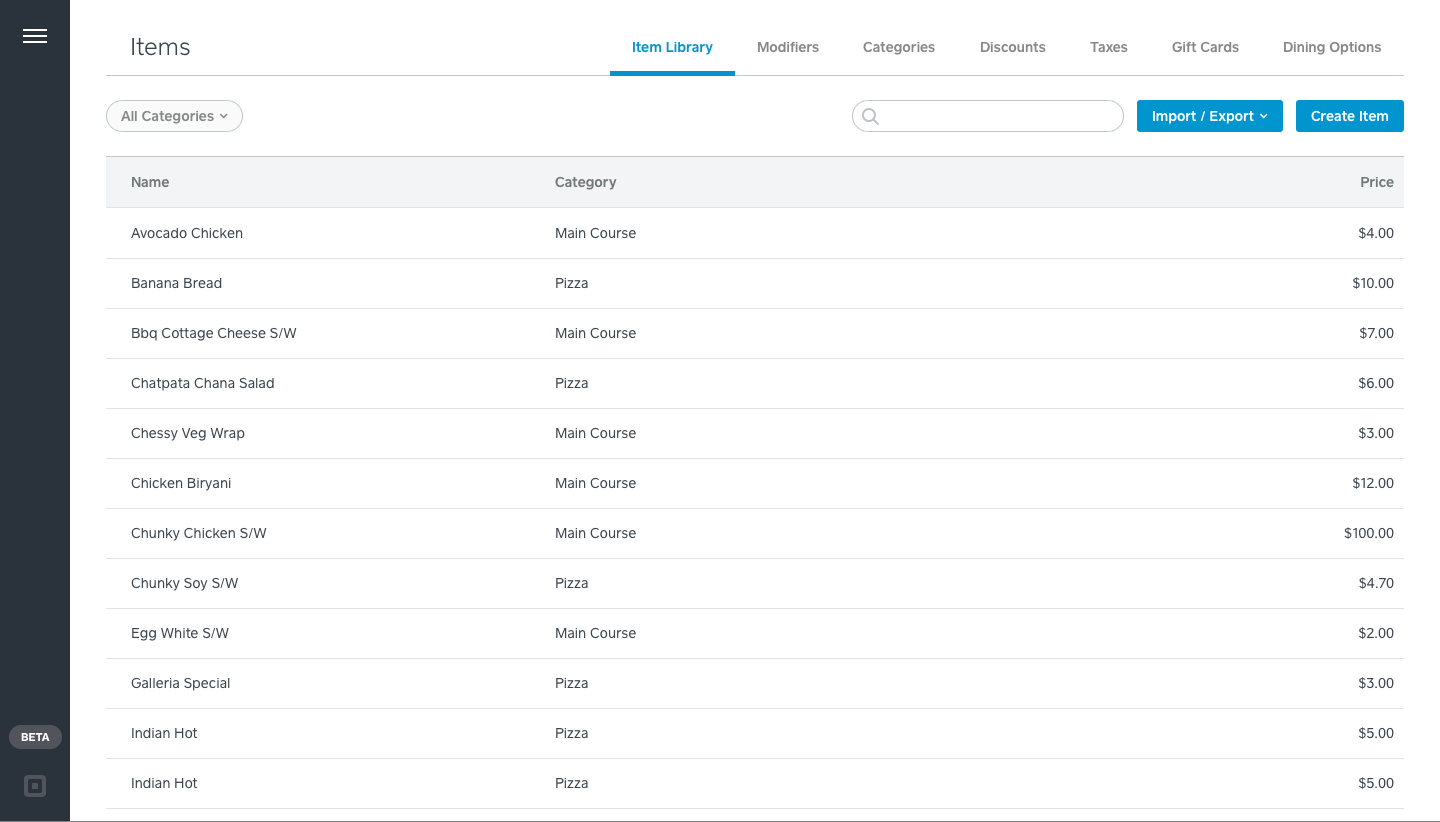 Items
Item Library Modifiers Categories Discounts Taxes Gift Cards Dining Options
All Categories Import / Export Create Item
Name Category Price
Avocado Chicken Main Course $4.00
Banana Bread Pizza $10.00
Bbq Cottage Cheese S/W Main Course $7.00
Chatpata Chana Salad Pizza $6.00
Chessy Veg Wrap Main Course $3.00
Chicken Biryani Main Course $12.00
Chunky Chicken S/W Main Course $100.00
Chunky Soy S/W Pizza $4.70
Egg White S/W Main Course $2.00
Galleria Special Pizza $3.00
Indian Hot Pizza $5.00
Indian Hot Pizza $5.00
BETA